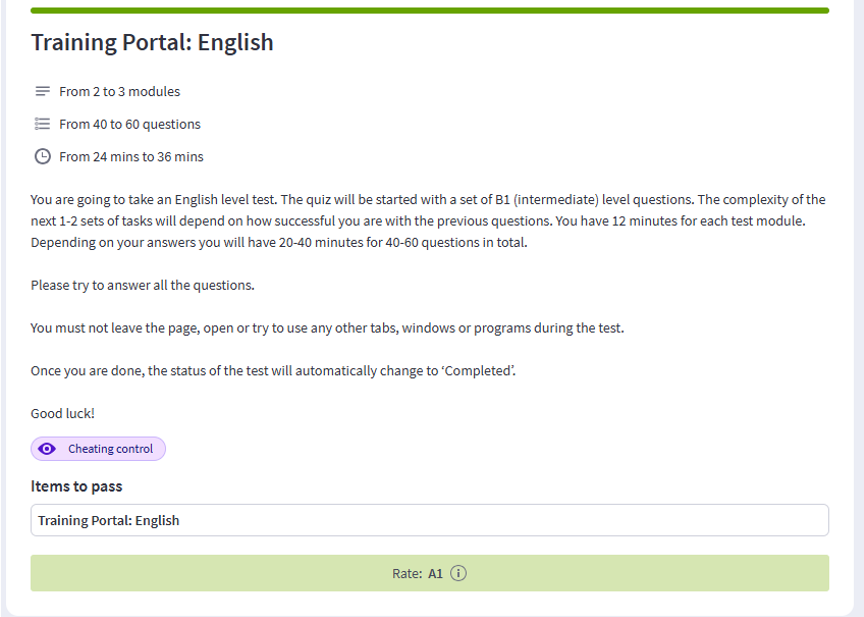 Training Portal: English
From 2 to 3 modules
From 40 to 60 questions
From 24 mins to 36 mins
You are going to take an English level test. The quiz will be started with a set of B1 (intermediate) level questions. The complexity of the
next 1-2 sets of tasks will depend on how successful you are with the previous questions. You have 12 minutes for each test module.
Depending on your answers you will have 20-40 minutes for 40-60 questions in total.
Please try to answer all the questions.
You must not leave the page, open or try to use any other tabs, windows or programs during the test.
Once you are done, the status of the test will automatically change to ‘Completed’.
Good luck!
Cheating control
Items to pass
Training Portal: English
Rate: A1